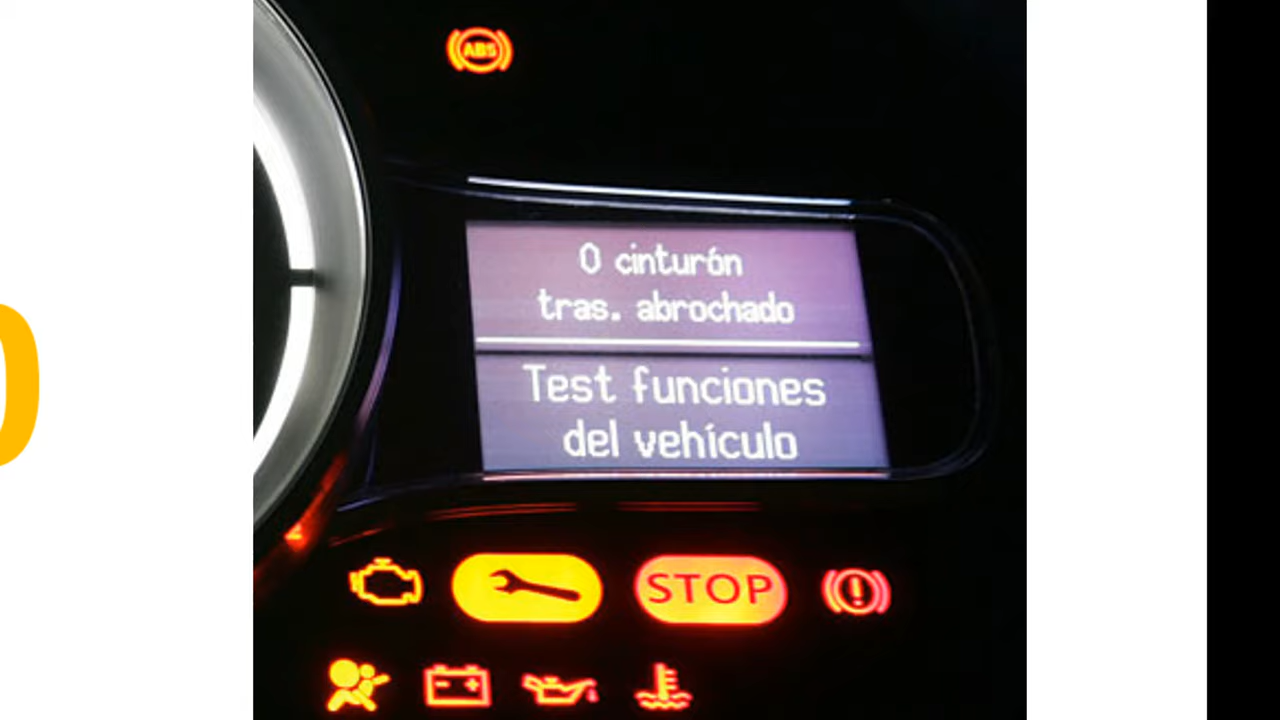 ABS
0 cinturón
tras. abrochado
Test funciones
del vehículo
STOP